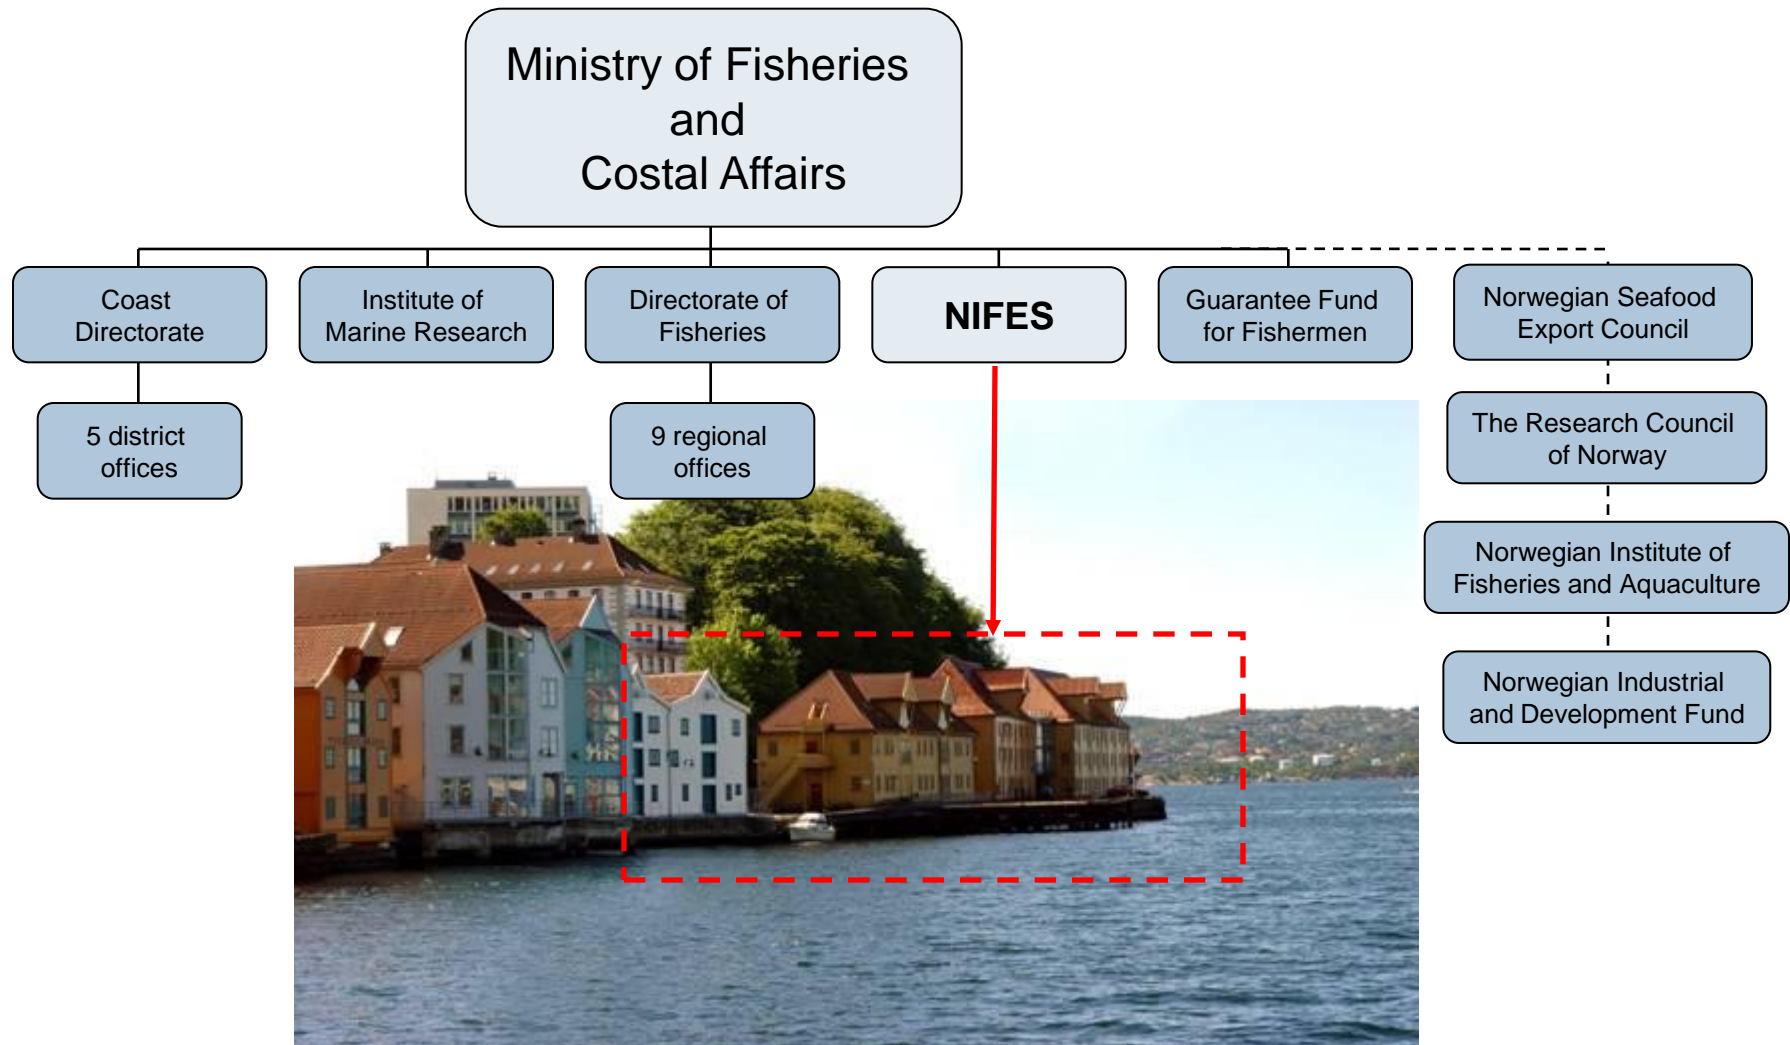 Ministry of Fisheries
and
Costal Affairs
Coast
Directorate
Institute of
Marine Research
Directorate of
Fisheries
NIFES
Guarantee Fund
for Fishermen
Norwegian Seafood
Export Council
5 district
offices
9 regional
offices
The Research Council
of Norway
Norwegian Institute of
Fisheries and Aquaculture
Norwegian Industrial
and Development Fund